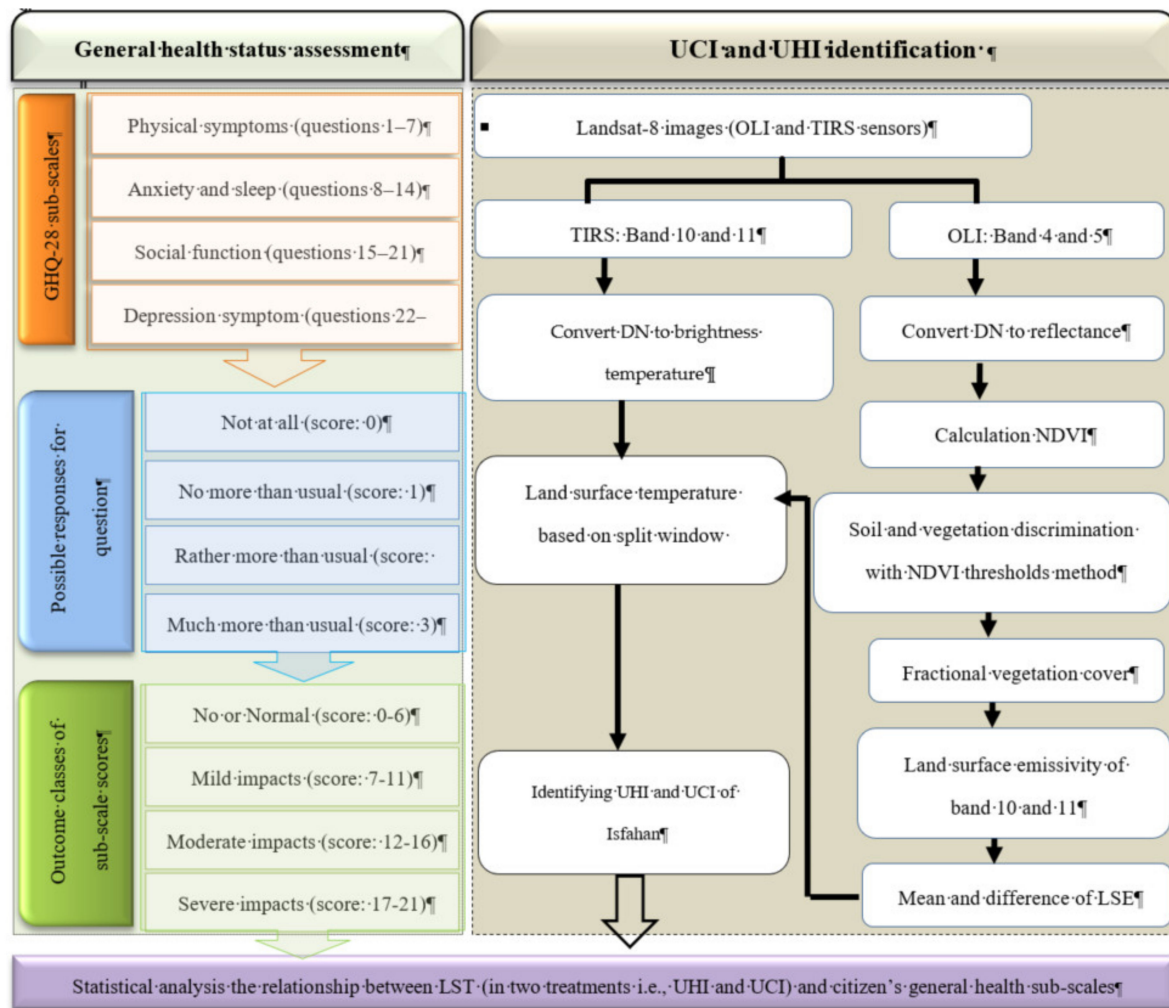 General health status assessment¶
GHQ-28 sub-scales¶
Physical symptoms (questions 1–7)¶
Anxiety and sleep (questions 8–14)¶
Social function (questions 15–21)¶
Depression symptom (questions 22–
Possible responses for
question¶
Not at all (score: 0)¶
No more than usual (score: 1)¶
Rather more than usual (score:
Much more than usual (score: 3)¶
Outcome classes of
sub-scale scores¶
No or Normal (score: 0-6)¶
Mild impacts (score: 7-11)¶
Moderate impacts (score: 12-16)¶
Severe impacts (score: 17-21)¶
UCI and UHI identification ¶
Landsat-8 images (OLI and TIRS sensors)¶
TIRS: Band 10 and 11¶
Convert DN to brightness
temperature¶
Land surface temperature
based on split window
Identifying UHI and UCI of
Isfahan¶
OLI: Band 4 and 5¶
Convert DN to reflectance¶
Calculation NDVI¶
Soil and vegetation discrimination
with NDVI thresholds method¶
Fractional vegetation cover¶
Land surface emissivity of
band 10 and 11¶
Mean and difference of LSE¶
Statistical analysis the relationship between LST (in two treatments i.e., UHI and UCI) and citizen's general health sub-scales¶